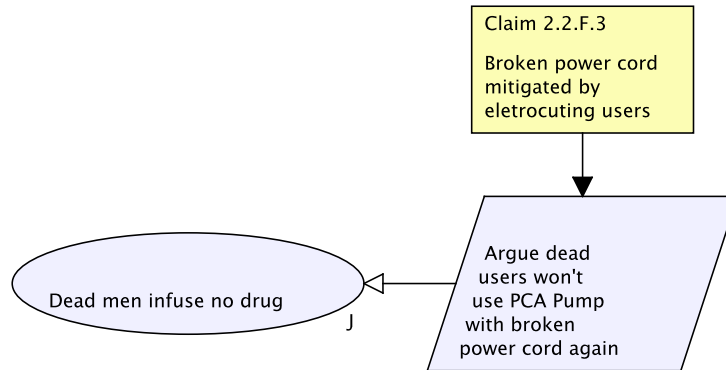 Claim 2.2.F.3
Broken power cord
mitigated by
eletrocuting users
Argue dead
users won't
use PCA Pump
with broken
power cord again
Dead men infuse no drug
J